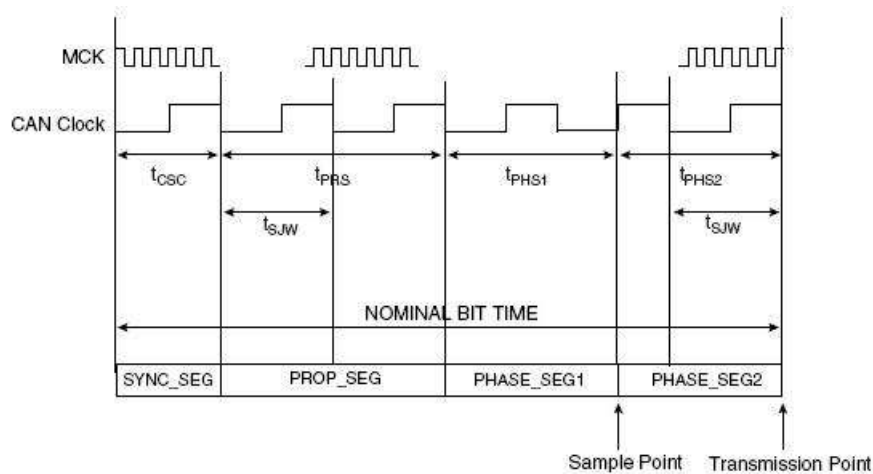 MCK
CAN Clock
tCSC
tPRS
tPHS1
tPHS2
tSJW
tSJW
NOMINAL BIT TIME
SYNC_SEG
PROP_SEG
PHASE_SEG1
PHASE_SEG2
Sample Point
Transmission Point